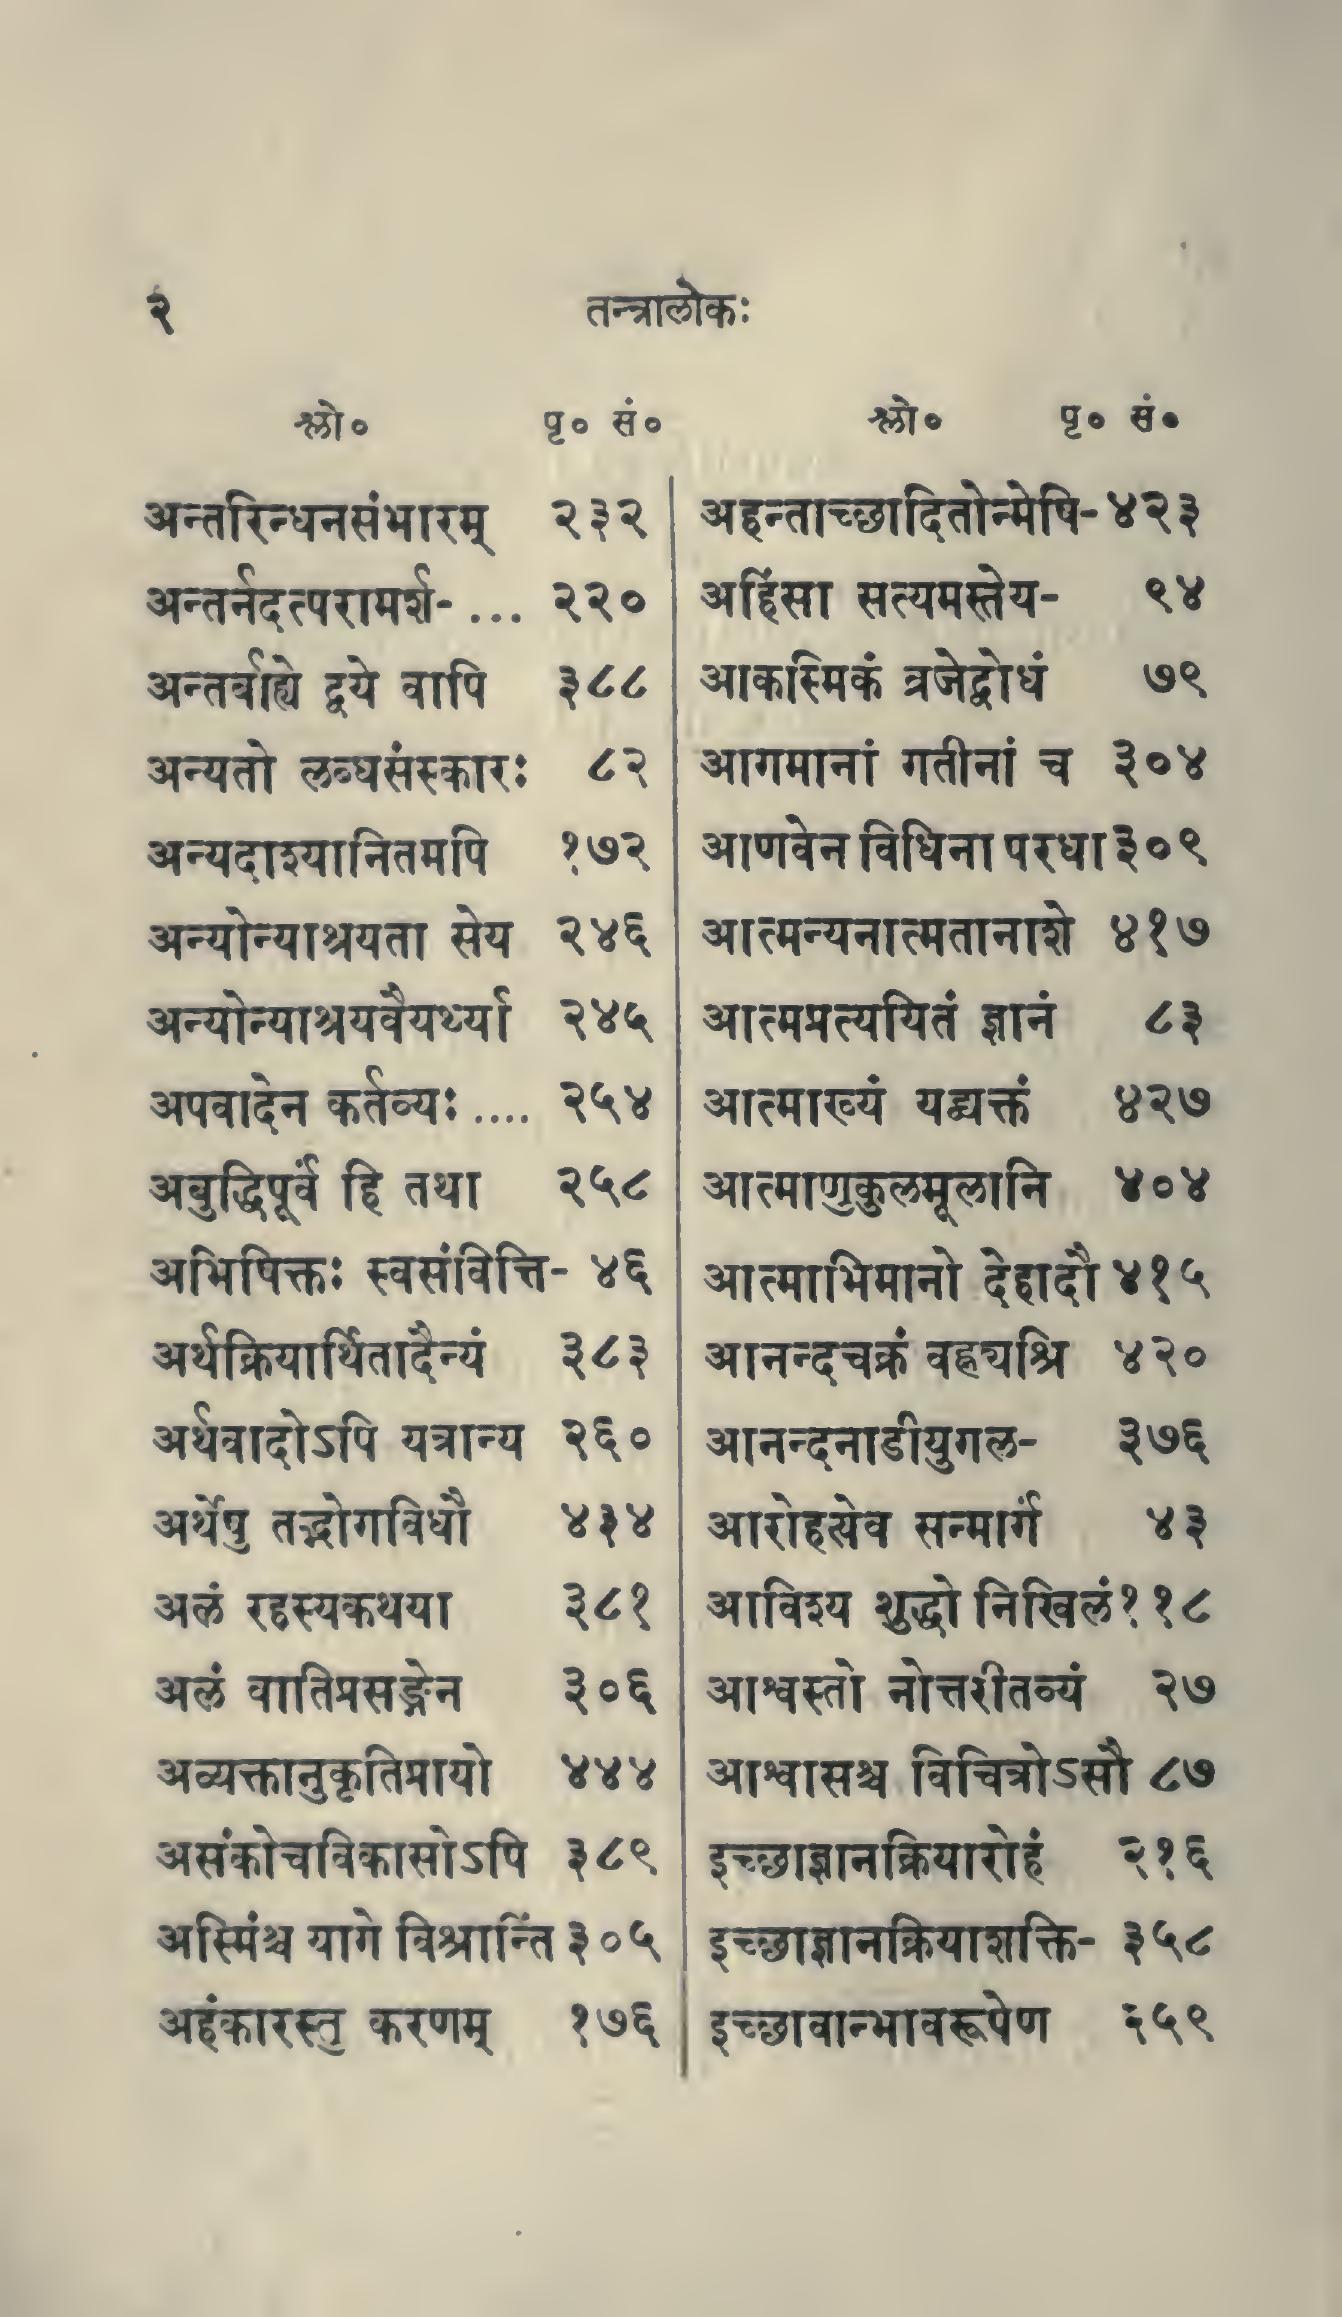 २ तन्त्रालोकः
श्लो० पृ० सं०
अन्तरिन्धनसंभारम् २३२
अन्तर्नदत्परामर्श- ... २२०
अन्तर्बाह्ये द्वये वापि ३८८
अन्यतो लब्धसंस्कारः ८२
अन्यदाश्यानितमपि १७२
अन्योन्याश्रयता सेय २४६
अन्योन्याश्रयवैयर्थ्या २४५
अपवादेन कर्तव्यः .... २५४
अबुद्धिपूर्वं हि तथा २५८
अभिषिक्तः स्वसंवित्ति- ४६
अर्थक्रियार्थितादैन्यं ३८३
अर्थवादोऽपि यत्रान्य २६०
अर्थेषु तद्भोगविधौ ४३४
अलं रहस्यकथया ३८१
अलं वातिप्रसङ्गेन ३०६
अव्यक्तानुकृतिप्रायो ४४४
असंकोचविकासोऽपि ३८९
अस्मिंश्च यागे विश्रान्तिं ३०५
अहंकारस्तु करणम् १७६
श्लो० पृ० सं०
अहन्ताच्छादितोन्मेषि- ४२३
अहिंसा सत्यमस्तेय- ९४
आकस्मिकं व्रजेद्बोधं ७९
आगमानां गतीनां च ३०४
आणवेन विधिना परधा ३०९
आत्मन्यनात्मतानाशे ४१७
आत्मप्रत्ययितं ज्ञानं ८३
आत्माख्यं यद्व्यक्तं ४२७
आत्माणुकुलमूलानि ४०४
आत्माभिमानो देहादौ ४१५
आनन्दचक्रं वह्न्यश्रि ४२०
आनन्दनाडीयुगल- ३७६
आरोहत्येव सन्मार्गं ४३
आविश्य शुद्धो निखिलं ११८
आश्वस्तो नोत्तरीतव्यं २७
आश्वासश्च विचित्रोऽसौ ८७
इच्छाज्ञानक्रियारोहं २१६
इच्छाज्ञानक्रियाशक्ति- ३५८
इच्छावान्भावरूपेण